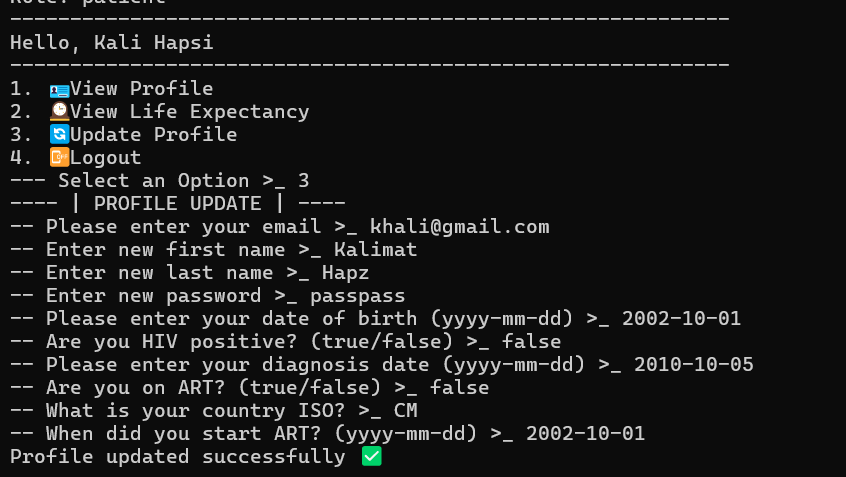 Role: patient
------------------------------------------------------------
Hello, Kali Hapsi
------------------------------------------------------------
1. 🪪View Profile
2. 🕰️View Life Expectancy
3. 🔄Update Profile
4. 📴Logout
--- Select an Option >_ 3
---- | PROFILE UPDATE | ----
-- Please enter your email >_ khali@gmail.com
-- Enter new first name >_ Kalimat
-- Enter new last name >_ Hapz
-- Enter new password >_ passpass
-- Please enter your date of birth (yyyy-mm-dd) >_ 2002-10-01
-- Are you HIV positive? (true/false) >_ false
-- Please enter your diagnosis date (yyyy-mm-dd) >_ 2010-10-05
-- Are you on ART? (true/false) >_ false
-- What is your country ISO? >_ CM
-- When did you start ART? (yyyy-mm-dd) >_ 2002-10-01
Profile updated successfully ✅